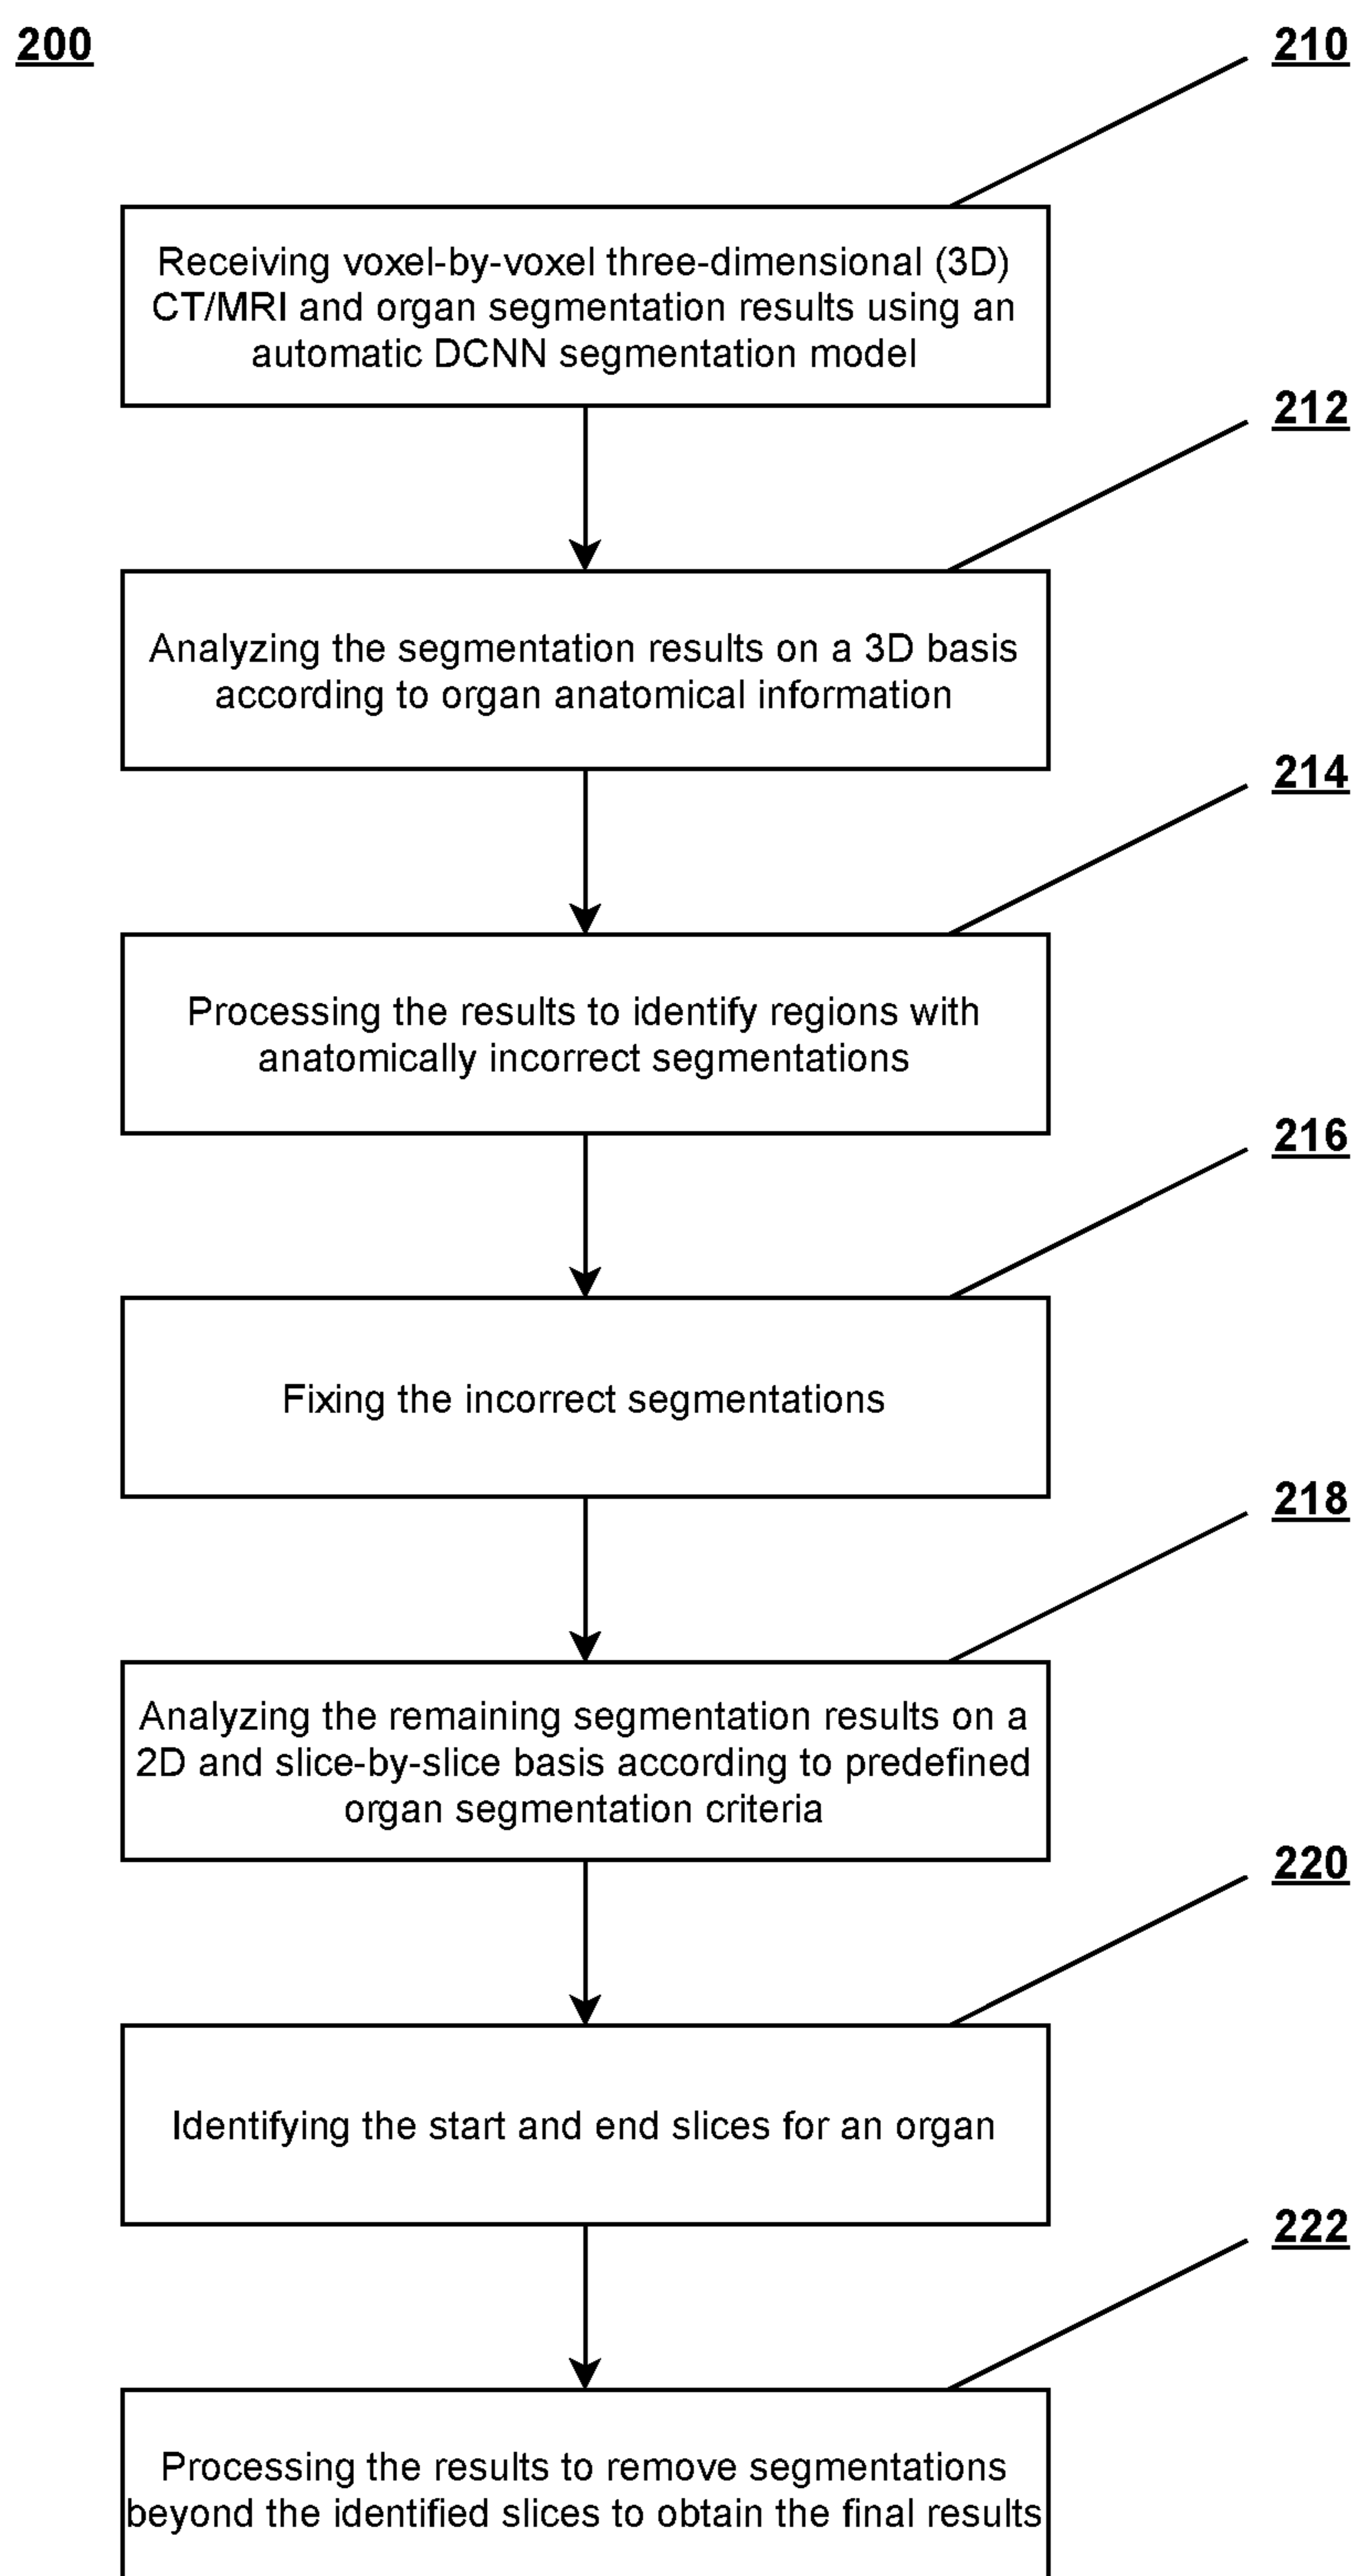 200
210
Receiving voxel-by-voxel three-dimensional (3D)
CT/MRI and organ segmentation results using an
automatic DCNN segmentation model
212
Analyzing the segmentation results on a 3D basis
according to organ anatomical information
214
Processing the results to identify regions with
anatomically incorrect segmentations
216
Fixing the incorrect segmentations
218
Analyzing the remaining segmentation results on a
2D and slice-by-slice basis according to predefined
organ segmentation criteria
220
Identifying the start and end slices for an organ
222
Processing the results to remove segmentations
beyond the identified slices to obtain the final results